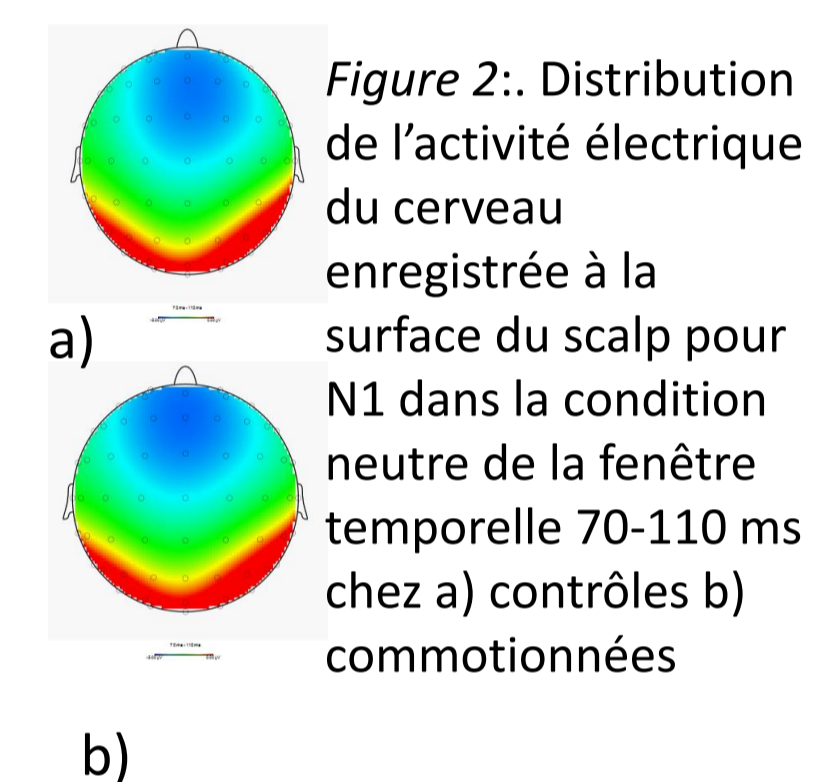 Figure 2:. Distribution
de l’activité électrique
du cerveau
enregistrée à la
surface du scalp pour
N1 dans la condition
neutre de la fenêtre
temporelle 70-110 ms
chez a) contrôles b)
commotionnées
a)
b)